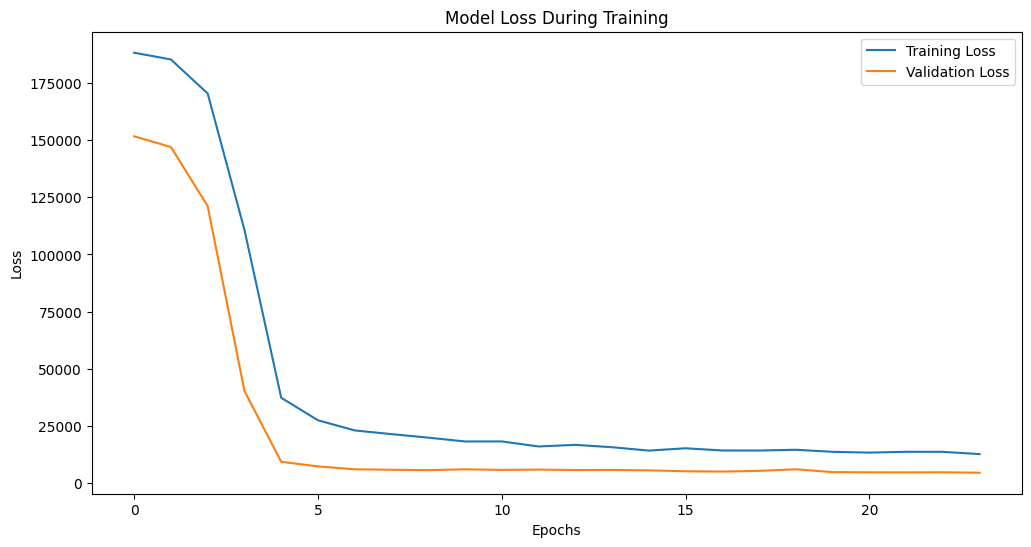 Model Loss During Training
Training Loss
Validation Loss
175000
150000
125000
100000
75000
50000
25000
0
Loss
0 5 10 15 20
Epochs